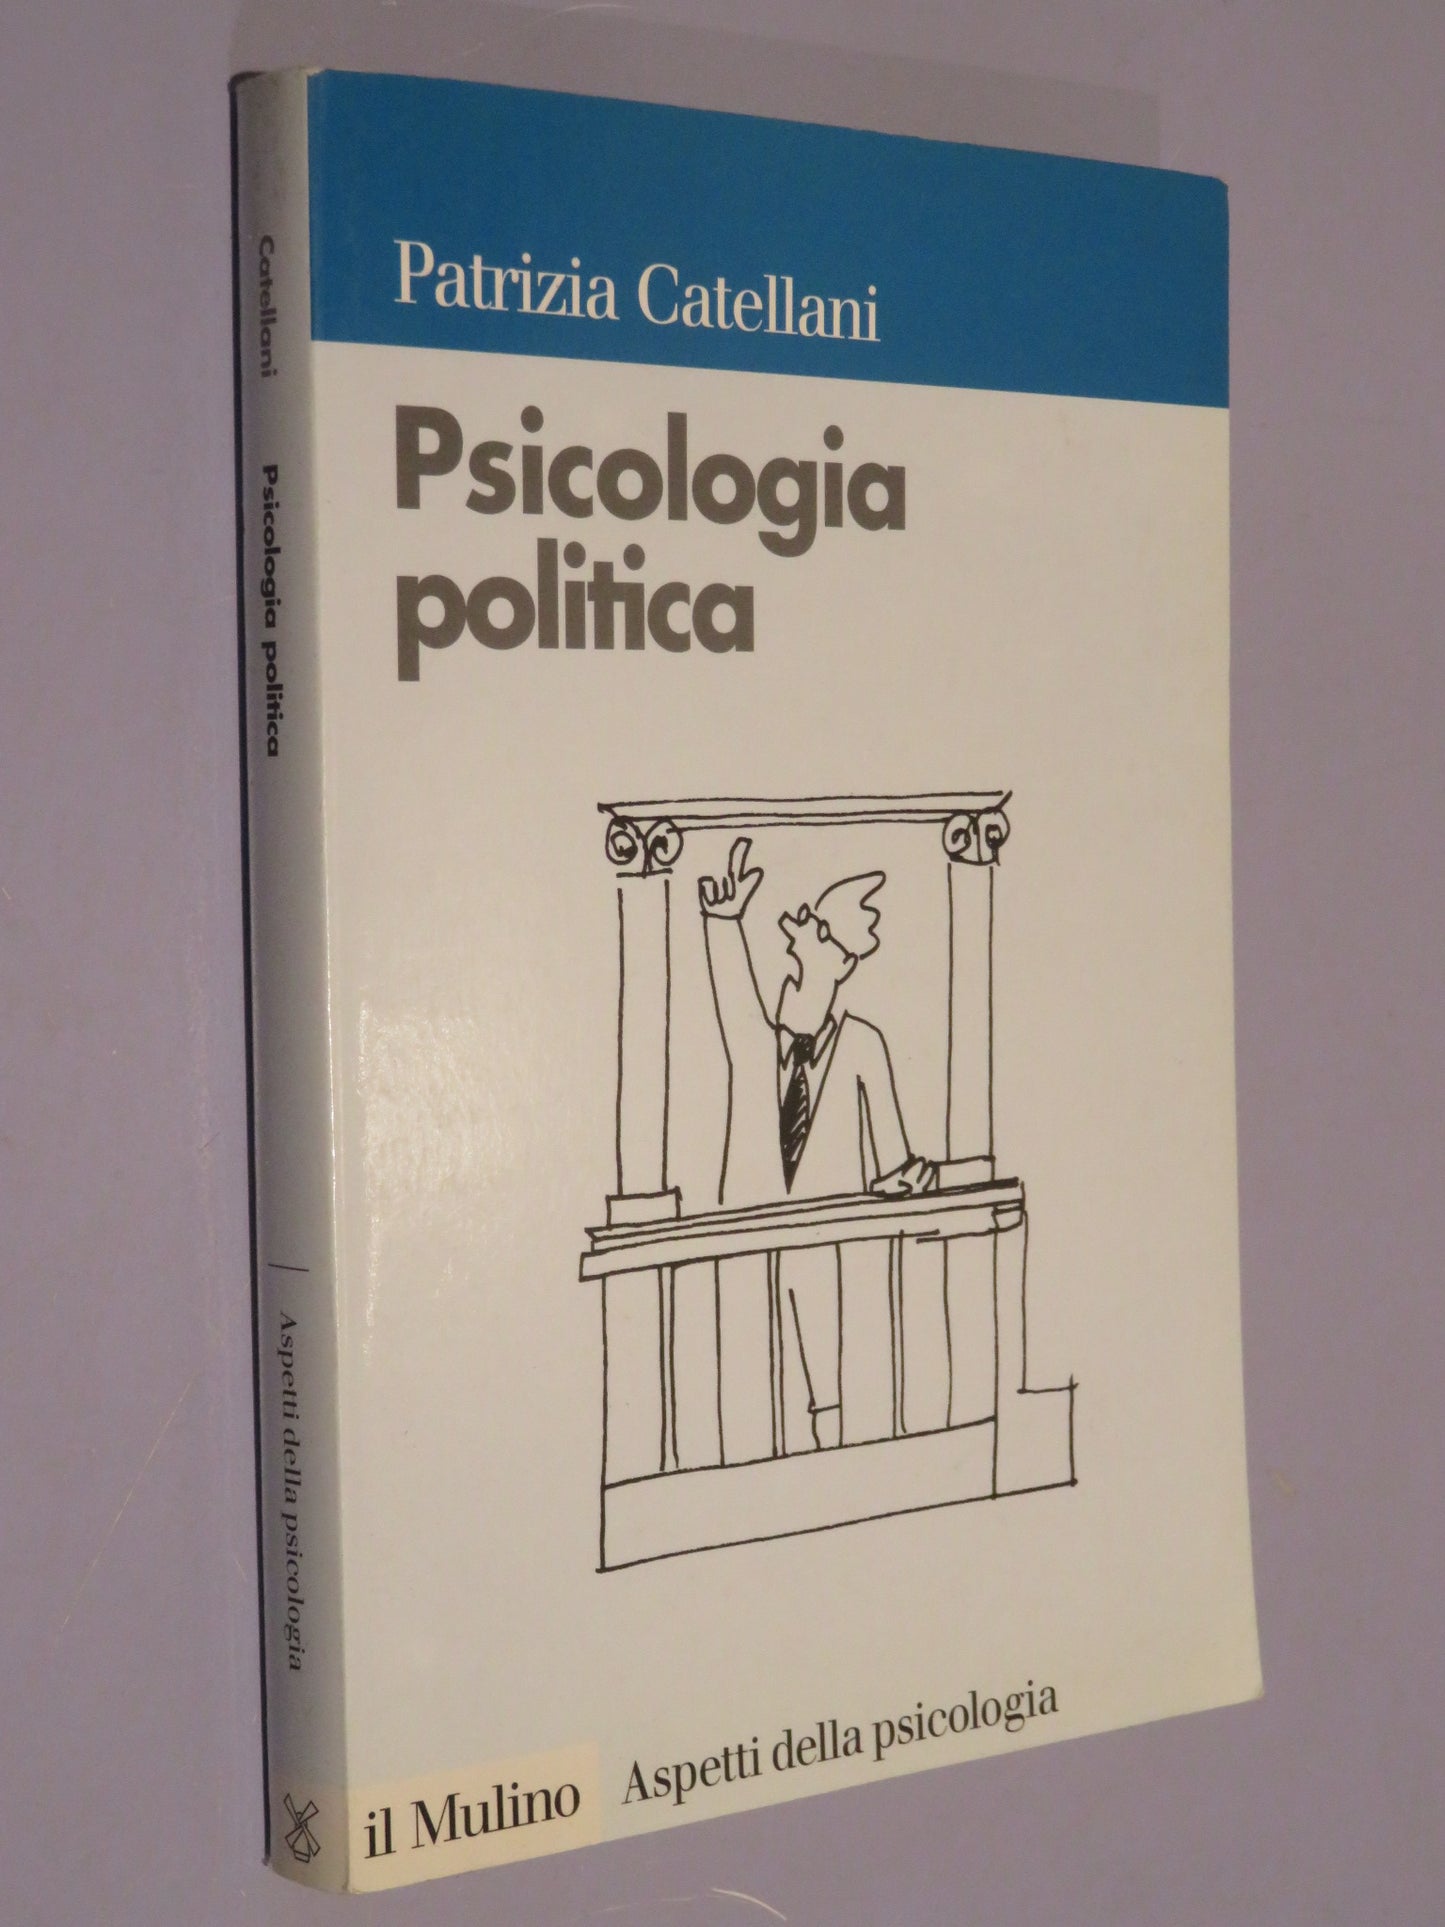 Patrizia Catellani
Psicologia
politica
il Mulino
Aspetti della psicologia
Catellani Psicologia politica | Aspetti della psicologia